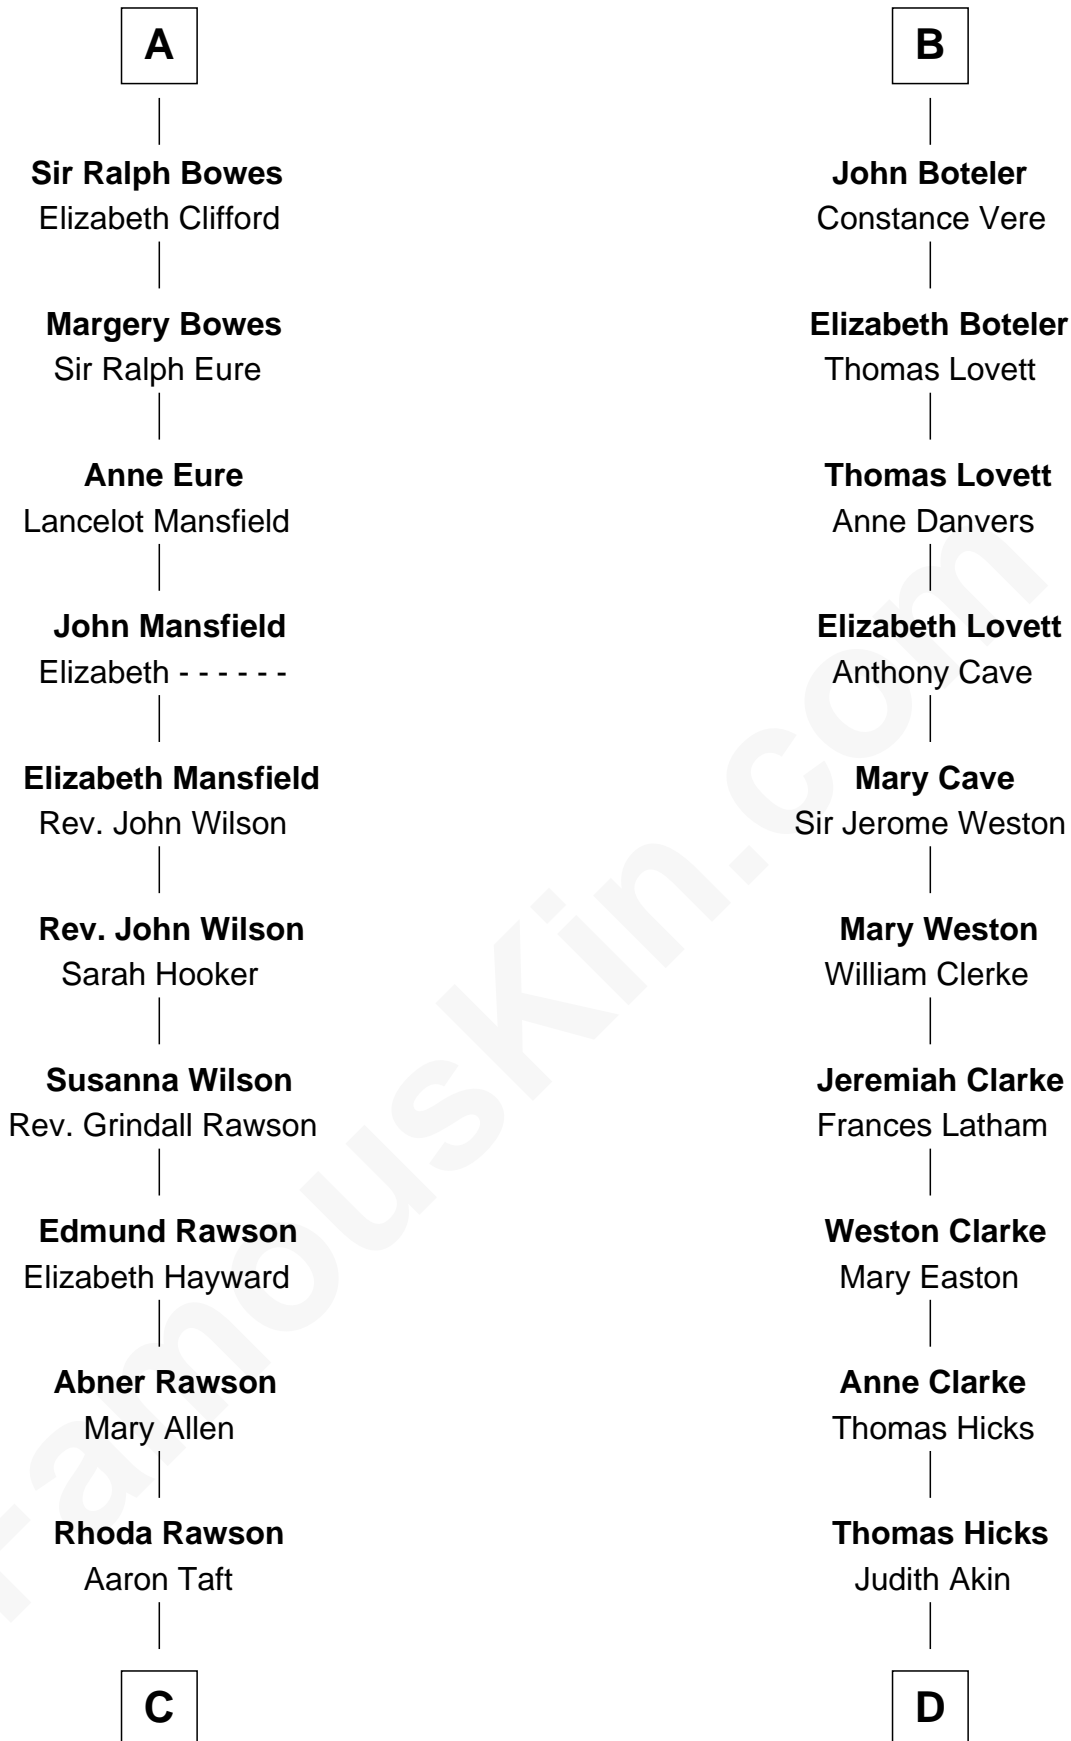 A
Sir Ralph Bowes
Elizabeth Clifford
Margery Bowes
Sir Ralph Eure
Anne Eure
Lancelot Mansfield
John Mansfield
Elizabeth - - - - - -
Elizabeth Mansfield
Rev. John Wilson
Rev. John Wilson
Sarah Hooker
Susanna Wilson
Rev. Grindall Rawson
Edmund Rawson
Elizabeth Hayward
Abner Rawson
Mary Allen
Rhoda Rawson
Aaron Taft
C
B
John Boteler
Constance Vere
Elizabeth Boteler
Thomas Lovett
Thomas Lovett
Anne Danvers
Elizabeth Lovett
Anthony Cave
Mary Cave
Sir Jerome Weston
Mary Weston
William Clerke
Jeremiah Clarke
Frances Latham
Weston Clarke
Mary Easton
Anne Clarke
Thomas Hicks
Thomas Hicks
Judith Akin
D
FamousKin.com